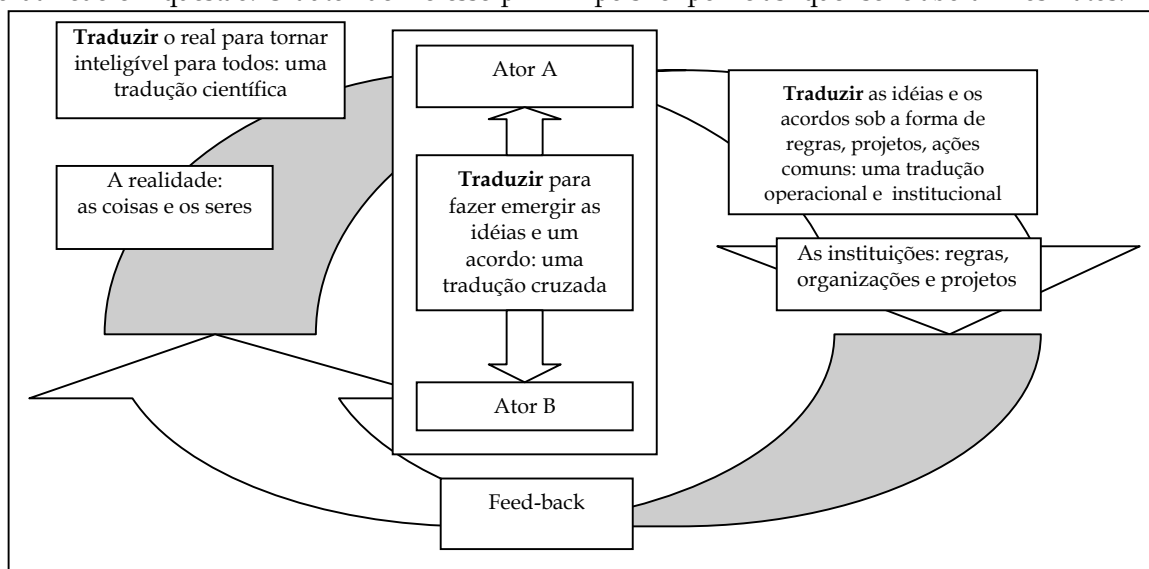 Traduzir o real para tornar
inteligível para todos: uma
tradução científica
A realidade:
as coisas e os seres
Ator A
Traduzir para
fazer emergir as
idéias e um
acordo: uma
tradução cruzada
Ator B
Traduzir as idéias e os
acordos sob a forma de
regras, projetos, ações
comuns: uma tradução
operacional e institucional
As instituições: regras,
organizações e projetos
Feed-back